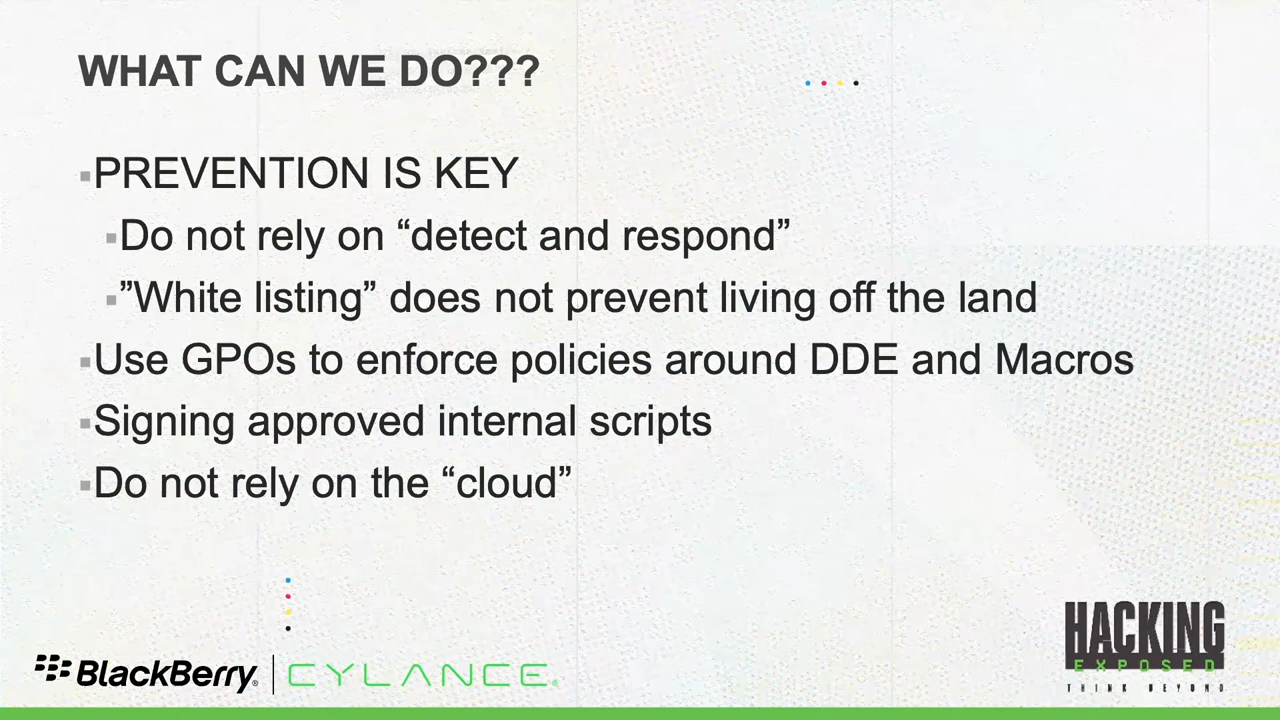 WHAT CAN WE DO???
▪PREVENTION IS KEY
▪Do not rely on “detect and respond”
▪”White listing” does not prevent living off the land
▪Use GPOs to enforce policies around DDE and Macros
▪Signing approved internal scripts
▪Do not rely on the “cloud”
BlackBerry® | CYLANCE®
HACKING
EXPOSED
THINK BEYOND